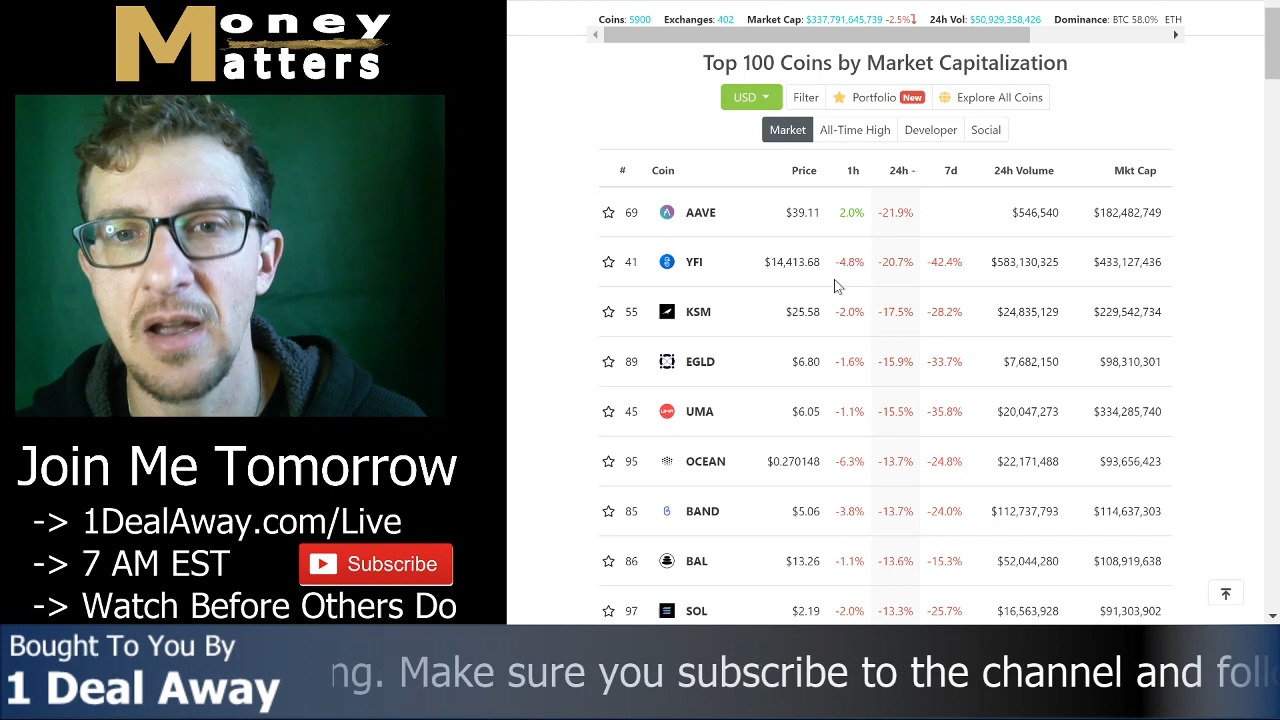 Money
Matters
Join Me Tomorrow
-> 1DealAway.com/Live
-> 7 AM EST
Subscribe
-> Watch Before Others Do
Coins: 5900 Exchanges: 402 Market Cap: $337,791,645,739 -2.5% 24h Vol: $50,929,358,426 Dominance: BTC 58.0% ETH
Top 100 Coins by Market Capitalization
USD Filter Portfolio New Explore All Coins
Market All-Time High Developer Social
# Coin Price 1h 24h 7d 24h Volume Mkt Cap
69 AAVE $39.11 2.0% -21.9% $546,540 $182,482,749
41 YFI $14,413.68 -4.8% -20.7% -42.4% $583,130,325 $433,127,436
55 KSM $25.58 -2.0% -17.5% -28.2% $24,835,129 $229,542,734
89 EGLD $6.80 -1.6% -15.9% -33.7% $7,682,150 $98,310,301
45 UMA $6.05 -1.1% -15.5% -35.8% $20,047,273 $334,285,740
95 OCEAN $0.270148 -6.3% -13.7% -24.8% $22,171,488 $93,656,423
85 BAND $5.06 -3.8% -13.7% -24.0% $112,737,793 $114,637,303
86 BAL $13.26 -1.1% -13.6% -15.3% $52,044,280 $108,919,638
97 SOL $2.19 -2.0% -13.3% -25.7% $16,563,928 $91,303,902
Bought To You By
1 Deal Away
ng. Make sure you subscribe to the channel and foll